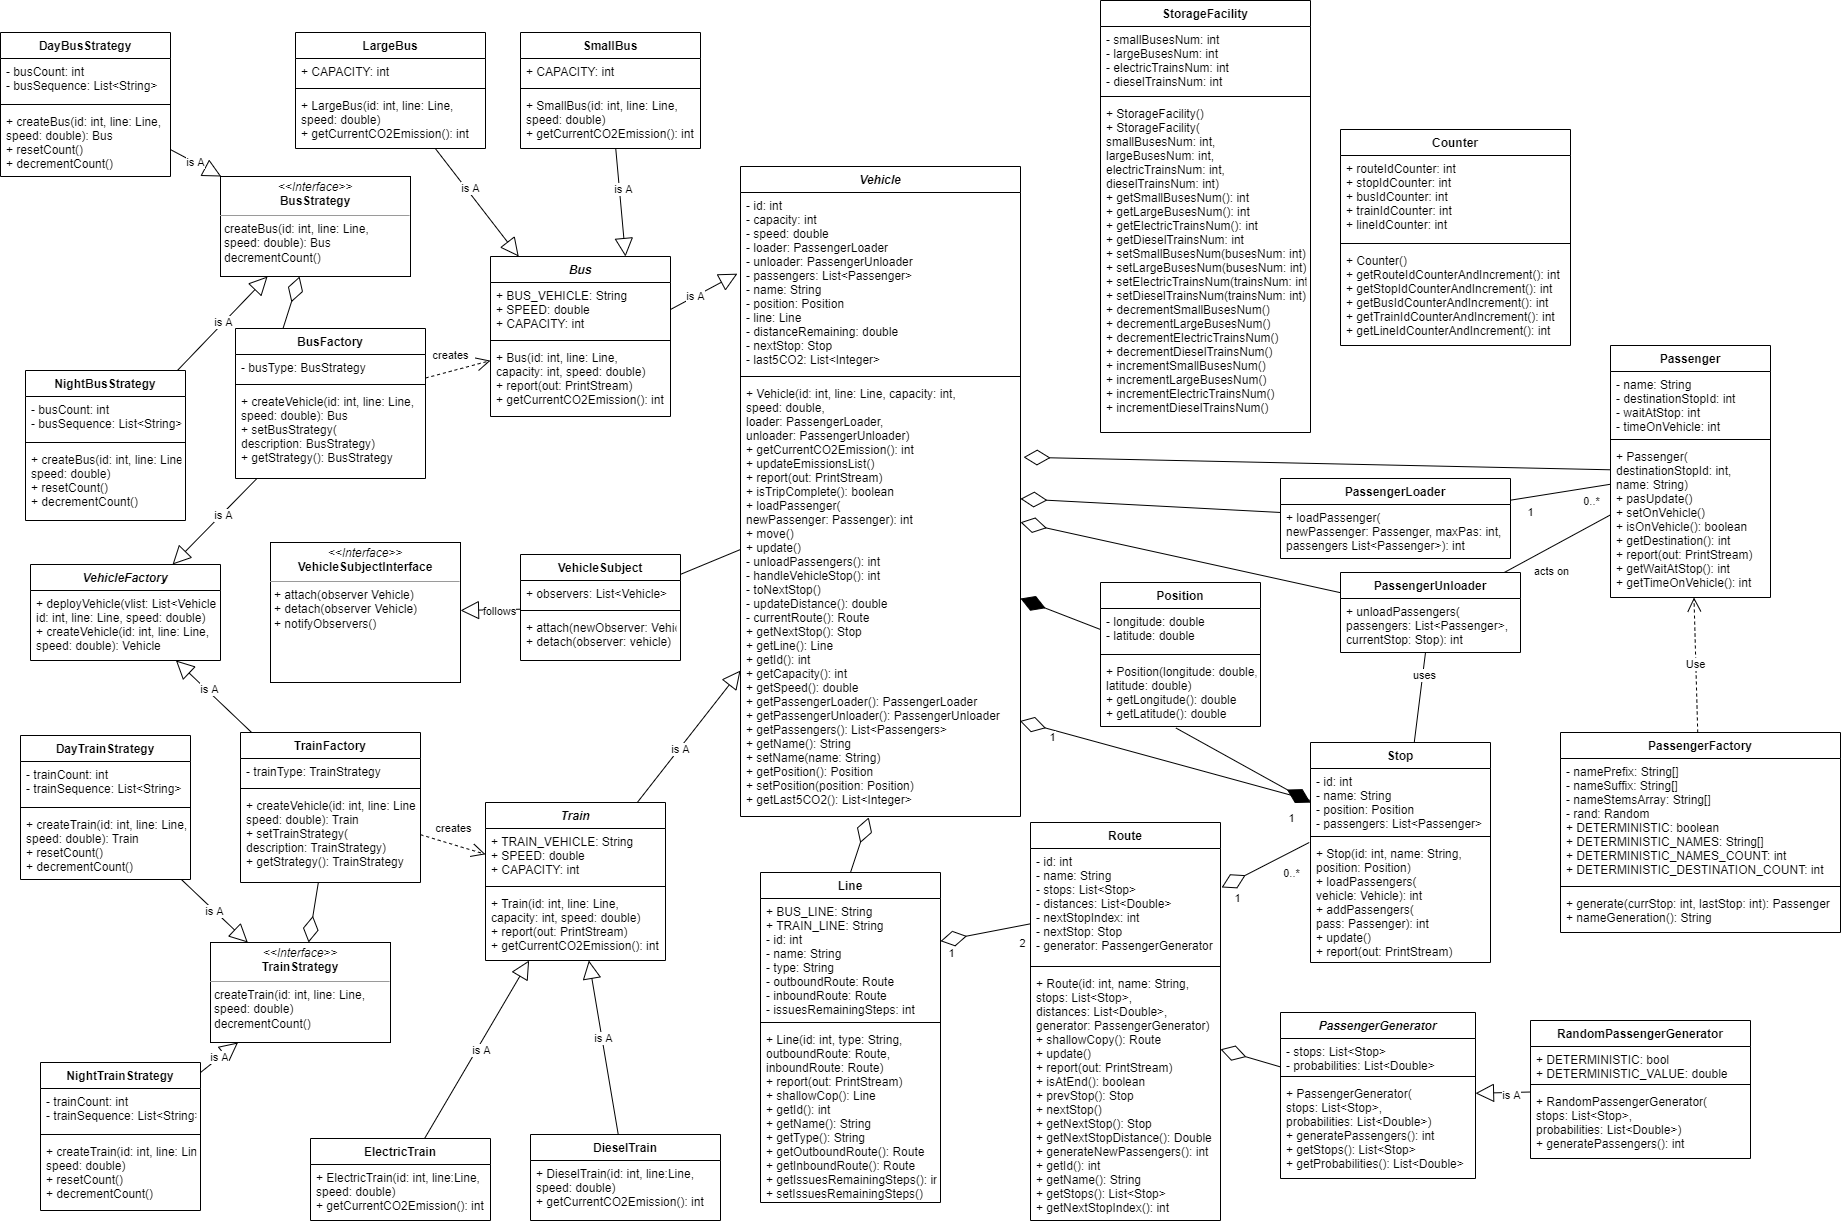 DayBusStrategy
- busCount: int
- busSequence: List<String>
+ createBus(id: int, line: Line,
speed: double): Bus
+ resetCount()
+ decrementCount()
is A
LargeBus
+ CAPACITY: int
+ LargeBus(id: int, line: Line,
speed: double)
+ getCurrentCO2Emission(): int
is A
SmallBus
+ CAPACITY: int
+ SmallBus(id: int, line: Line,
speed: double)
+ getCurrentCO2Emission(): int
is A
<<Interface>>
BusStrategy
createBus(id: int, line: Line,
speed: double): Bus
decrementCount()
is A
Bus
+ BUS_VEHICLE: String
+ SPEED: double
+ CAPACITY: int
+ Bus(id: int, line: Line,
capacity: int, speed: double)
+ report(out: PrintStream)
+ getCurrentCO2Emission(): int
is A
BusFactory
- busType: BusStrategy
+ createVehicle(id: int, line: Line,
speed: double): Bus
+ setBusStrategy(
description: BusStrategy)
+ getStrategy(): BusStrategy
creates
is A
NightBusStrategy
- busCount: int
- busSequence: List<String>
+ createBus(id: int, line: Line
speed: double)
+ resetCount()
+ decrementCount()
VehicleFactory
+ deployVehicle(vlist: List<Vehicle
id: int, line: Line, speed: double)
+ createVehicle(id: int, line: Line,
speed: double): Vehicle
is A
<<Interface>>
VehicleSubjectInterface
+ attach(observer Vehicle)
+ detach(observer Vehicle)
+ notifyObservers()
follows
VehicleSubject
+ observers: List<Vehicle>
+ attach(newObserver: Vehi
+ detach(observer: vehicle)
Vehicle
- id: int
- capacity: int
- speed: double
- loader: PassengerLoader
- unloader: PassengerUnloader
- passengers: List<Passenger>
- name: String
- position: Position
- line: Line
- distanceRemaining: double
- nextStop: Stop
- last5CO2: List<Integer>
+ Vehicle(id: int, line: Line, capacity: int,
speed: double,
loader: PassengerLoader,
unloader: PassengerUnloader)
+ getCurrentCO2Emission(): int
+ updateEmissionsList()
+ report(out: PrintStream)
+ isTripComplete(): boolean
+ loadPassenger(
newPassenger: Passenger): int
+ move()
+ update()
- unloadPassengers(): int
- handleVehicleStop(): int
- toNextStop()
- updateDistance(): double
- currentRoute(): Route
+ getNextStop(): Stop
+ getLine(): Line
+ getId(): int
+ getCapacity(): int
+ getSpeed(): double
+ getPassengerLoader(): PassengerLoader
+ getPassengerUnloader(): PassengerUnloader
+ getPassengers(): List<Passengers>
+ getName(): String
+ setName(name: String)
+ getPosition(): Position
+ setPosition(position: Position)
+ getLast5CO2(): List<Integer>
StorageFacility
- smallBusesNum: int
- largeBusesNum: int
- electricTrainsNum: int
- dieselTrainsNum: int
+ StorageFacility()
+ StorageFacility(
smallBusesNum: int,
largeBusesNum: int,
electricTrainsNum: int,
dieselTrainsNum: int)
+ getSmallBusesNum(): int
+ getLargeBusesNum(): int
+ getElectricTrainsNum(): int
+ getDieselTrainsNum: int
+ setSmallBusesNum(busesNum: int)
+ setLargeBusesNum(busesNum: int)
+ setElectricTrainsNum(trainsNum: int)
+ setDieselTrainsNum(trainsNum: int)
+ decrementSmallBusesNum()
+ decrementLargeBusesNum()
+ decrementElectricTrainsNum()
+ decrementDieselTrainsNum()
+ incrementSmallBusesNum()
+ incrementLargeBusesNum()
+ incrementElectricTrainsNum()
+ incrementDieselTrainsNum()
Counter
+ routeIdCounter: int
+ stopIdCounter: int
+ busIdCounter: int
+ trainIdCounter: int
+ lineIdCounter: int
+ Counter()
+ getRouteIdCounterAndIncrement(): int
+ getStopIdCounterAndIncrement(): int
+ getBusIdCounterAndIncrement(): int
+ getTrainIdCounterAndIncrement(): int
+ getLineIdCounterAndIncrement(): int
Passenger
- name: String
- destinationStopId: int
- waitAtStop: int
- timeOnVehicle: int
+ Passenger(
destinationStopId: int,
name: String)
+ pasUpdate()
+ setOnVehicle()
+ isOnVehicle(): boolean
+ getDestination(): int
+ report(out: PrintStream)
+ getWaitAtStop(): int
+ getTimeOnVehicle(): int
PassengerLoader
+ loadPassenger(
newPassenger: Passenger, maxPas: int,
passengers List<Passenger>): int
1
0..*
acts on
PassengerUnloader
+ unloadPassengers(
passengers: List<Passenger>,
currentStop: Stop): int
uses
Position
- longitude: double
- latitude: double
+ Position(longitude: double,
latitude: double)
+ getLongitude(): double
+ getLatitude(): double
1
1
Use
Stop
- id: int
- name: String
- position: Position
- passengers: List<Passenger>
+ Stop(id: int, name: String,
position: Position)
+ loadPassengers(
vehicle: Vehicle): int
+ addPassengers(
pass: Passenger): int
+ update()
+ report(out: PrintStream)
0..*
1
PassengerFactory
- namePrefix: String[]
- nameSuffix: String[]
- nameStemsArray: String[]
- rand: Random
+ DETERMINISTIC: boolean
+ DETERMINISTIC_NAMES: String[]
+ DETERMINISTIC_NAMES_COUNT: int
+ DETERMINISTIC_DESTINATION_COUNT: int
+ generate(currStop: int, lastStop: int): Passenger
+ nameGeneration(): String
is A
DayTrainStrategy
- trainCount: int
- trainSequence: List<String>
+ createTrain(id: int, line: Line,
speed: double): Train
+ resetCount()
+ decrementCount()
is A
TrainFactory
- trainType: TrainStrategy
+ createVehicle(id: int, line: Line
speed: double): Train
+ setTrainStrategy(
description: TrainStrategy)
+ getStrategy(): TrainStrategy
creates
Train
+ TRAIN_VEHICLE: String
+ SPEED: double
+ CAPACITY: int
+ Train(id: int, line: Line,
capacity: int, speed: double)
+ report(out: PrintStream)
+ getCurrentCO2Emission(): int
is A
<<Interface>>
TrainStrategy
createTrain(id: int, line: Line,
speed: double)
decrementCount()
is A
NightTrainStrategy
- trainCount: int
- trainSequence: List<String>
+ createTrain(id: int, line: Lin
speed: double)
+ resetCount()
+ decrementCount()
is A
is A
ElectricTrain
+ ElectricTrain(id: int, line:Line,
speed: double)
+ getCurrentCO2Emission(): int
DieselTrain
+ DieselTrain(id: int, line:Line,
speed: double)
+ getCurrentCO2Emission(): int
Line
+ BUS_LINE: String
+ TRAIN_LINE: String
- id: int
- name: String
- type: String
- outboundRoute: Route
- inboundRoute: Route
- issuesRemainingSteps: int
+ Line(id: int, type: String,
outboundRoute: Route,
inboundRoute: Route)
+ report(out: PrintStream)
+ shallowCop(): Line
+ getId(): int
+ getName(): String
+ getType(): String
+ getOutboundRoute(): Route
+ getInboundRoute(): Route
+ getIssuesRemainingSteps(): ir
+ setIssuesRemainingSteps()
1
2
Route
- id: int
- name: String
- stops: List<Stop>
- distances: List<Double>
- nextStopIndex: int
- nextStop: Stop
- generator: PassengerGenerator
+ Route(id: int, name: String,
stops: List<Stop>,
distances: List<Double>,
generator: PassengerGenerator)
+ shallowCopy(): Route
+ update()
+ report(out: PrintStream)
+ isAtEnd(): boolean
+ prevStop(): Stop
+ nextStop()
+ getNextStop(): Stop
+ getNextStopDistance(): Double
+ generateNewPassengers(): int
+ getId(): int
+ getName(): String
+ getStops(): List<Stop>
+ getNextStopIndex(): int
PassengerGenerator
- stops: List<Stop>
- probabilities: List<Double>
+ PassengerGenerator(
stops: List<Stop>,
probabilities: List<Double>)
+ generatePassengers(): int
+ getStops(): List<Stop>
+ getProbabilities(): List<Double>
is A
RandomPassengerGenerator
+ DETERMINISTIC: bool
+ DETERMINISTIC_VALUE: double
+ RandomPassengerGenerator(
stops: List<Stop>,
probabilities: List<Double>)
+ generatePassengers(): int